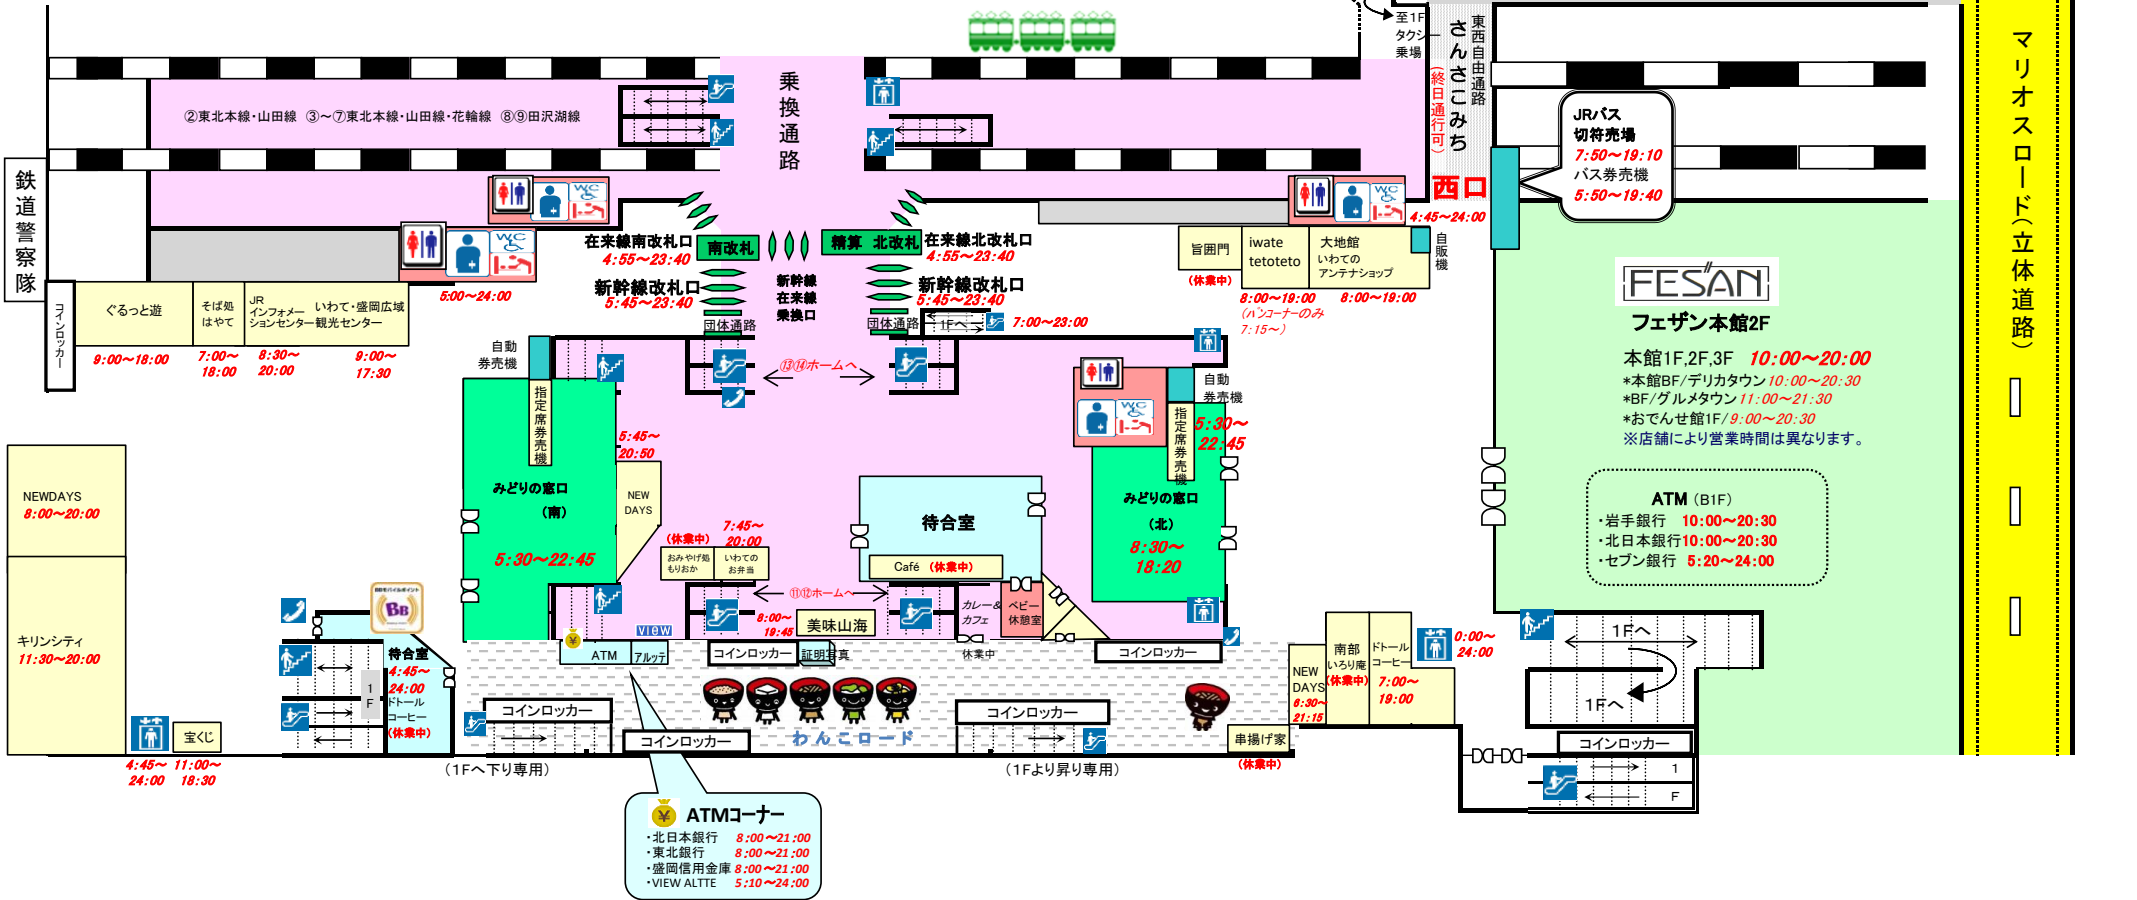 至1F
タクシー
乗場
東西自由通路
さんさこみち
(終日通行可)
西口
4:45～24:00
マリオスロード(立体道路)
乗換通路
②東北本線・山田線 ③～⑦東北本線・山田線・花輪線 ⑧⑨田沢湖線
JRバス
切符売場
7:50～19:10
バス券売機
5:50～19:40
鉄道警察隊
WC
WC
WC
在来線南改札口
4:55～23:40
南改札
精算 北改札
在来線北改札口
4:55～23:40
新幹線改札口
5:45～23:40
新幹線
在来線
乗換口
新幹線改札口
5:45～23:40
団体通路
団体通路
1Fへ
7:00～23:00
5:00～24:00
旨囲門
(休業中)
iwate
tetoteto
8:00～19:00
(パンコーナーのみ
7:15～)
大地館
いわての
アンテナショップ
8:00～19:00
自販機
コインロッカー
ぐるっと遊
9:00～18:00
そば処
はやて
7:00～
18:00
JR
インフォメー
ションセンター
8:30～
20:00
いわて・盛岡広域
観光センター
9:00～
17:30
FESAN
フェザン本館2F
本館1F,2F,3F 10:00～20:00
*本館BF/デリカタウン10:00～20:30
*BF/グルメタウン11:00～21:30
*おでんせ館1F/9:00～20:30
※店舗により営業時間は異なります。
ATM (B1F)
・岩手銀行 10:00～20:30
・北日本銀行10:00～20:30
・セブン銀行 5:20～24:00
自動
券売機
指定席券売機
5:45～
20:50
みどりの窓口
(南)
5:30～22:45
⑬⑭ホームへ
自動
券売機
指定席券売機
5:30～
22:45
WC
みどりの窓口
(北)
8:30～
18:20
NEW
DAYS
(休業中)
おみやげ処
もりおか
7:45～
20:00
いわての
お弁当
待合室
Café (休業中)
⑪⑫ホームへ
8:00～
19:45
美味山海
カレー&
カフェ
休業中
ベビー
休憩室
NEWDAYS
8:00～20:00
キリンシティ
11:30～20:00
BBモバイルポイント
BB
待合室
4:45～
24:00
ドトール
コーヒー
(休業中)
1
F
4:45～
24:00
宝くじ
11:00～
18:30
VIEW
ATM
アルッテ
コインロッカー
証明写真
コインロッカー
コインロッカー
コインロッカー
コインロッカー
わんこロード
(1Fへ下り専用)
(1Fより昇り専用)
串揚げ家
(休業中)
NEW
DAYS
6:30～
21:15
南部
いろり庵
(休業中)
ドトール
コーヒー
7:00～
19:00
0:00～
24:00
1Fへ
1Fへ
コインロッカー
1
F
ATMコーナー
・北日本銀行 8:00～21:00
・東北銀行 8:00～21:00
・盛岡信用金庫 8:00～21:00
・VIEW ALTTE 5:10～24:00